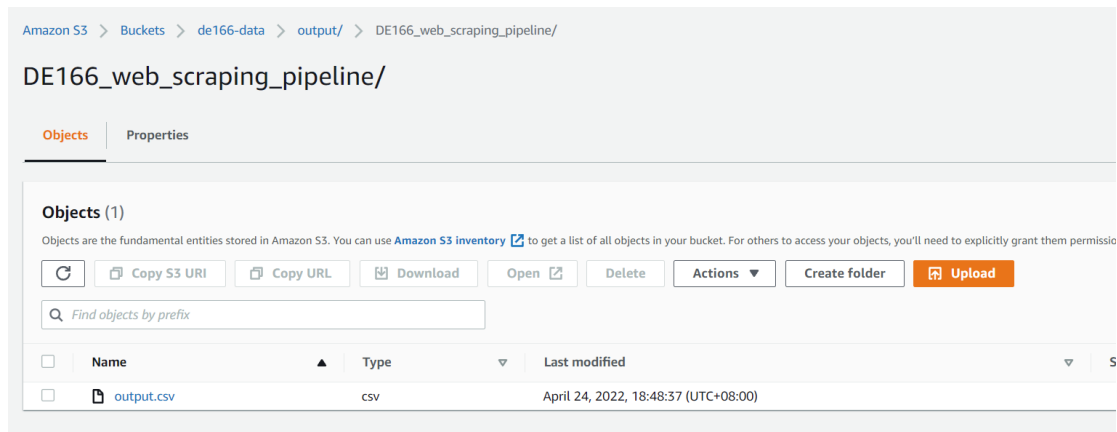 Amazon S3 > Buckets > de166-data > output/ > DE166_web_scraping_pipeline/
DE166_web_scraping_pipeline/
Objects Properties
Objects (1)
Objects are the fundamental entities stored in Amazon S3. You can use Amazon S3 inventory to get a list of all objects in your bucket. For others to access your objects, you'll need to explicitly grant them permissio
Copy S3 URI Copy URL Download Open Delete Actions Create folder Upload
Find objects by prefix
Name Type Last modified S
output.csv csv April 24, 2022, 18:48:37 (UTC+08:00)